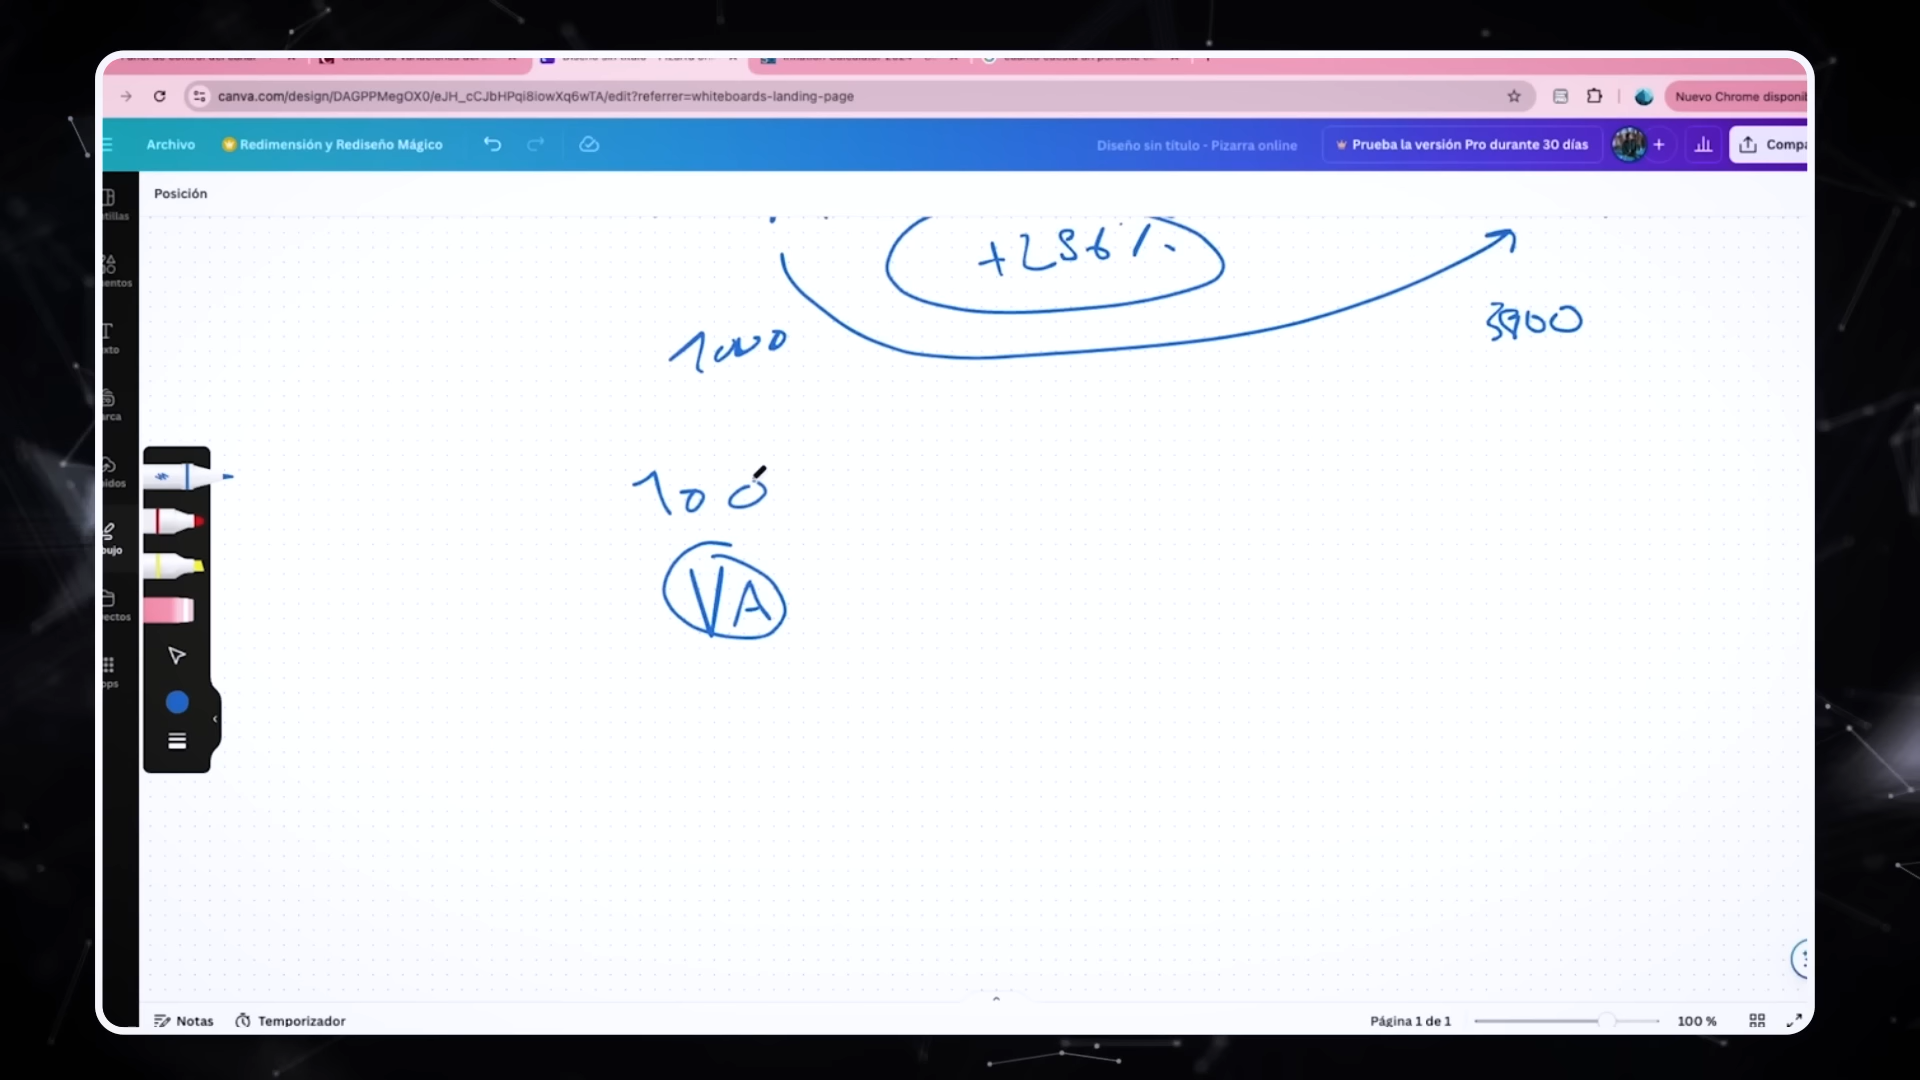 canva.com/design/DAGPPMegOX0/eJH_cCJbHPqi8iowXq6wTA/edit?referrer=whiteboards-landing-page
Nuevo Chrome disponib
Archivo
Redimensión y Rediseño Mágico
Diseño sin título - Pizarra online
Prueba la versión Pro durante 30 días
+
Compa
Posición
+256%
1000
3900
100
VA
Notas
Temporizador
Página 1 de 1
100 %